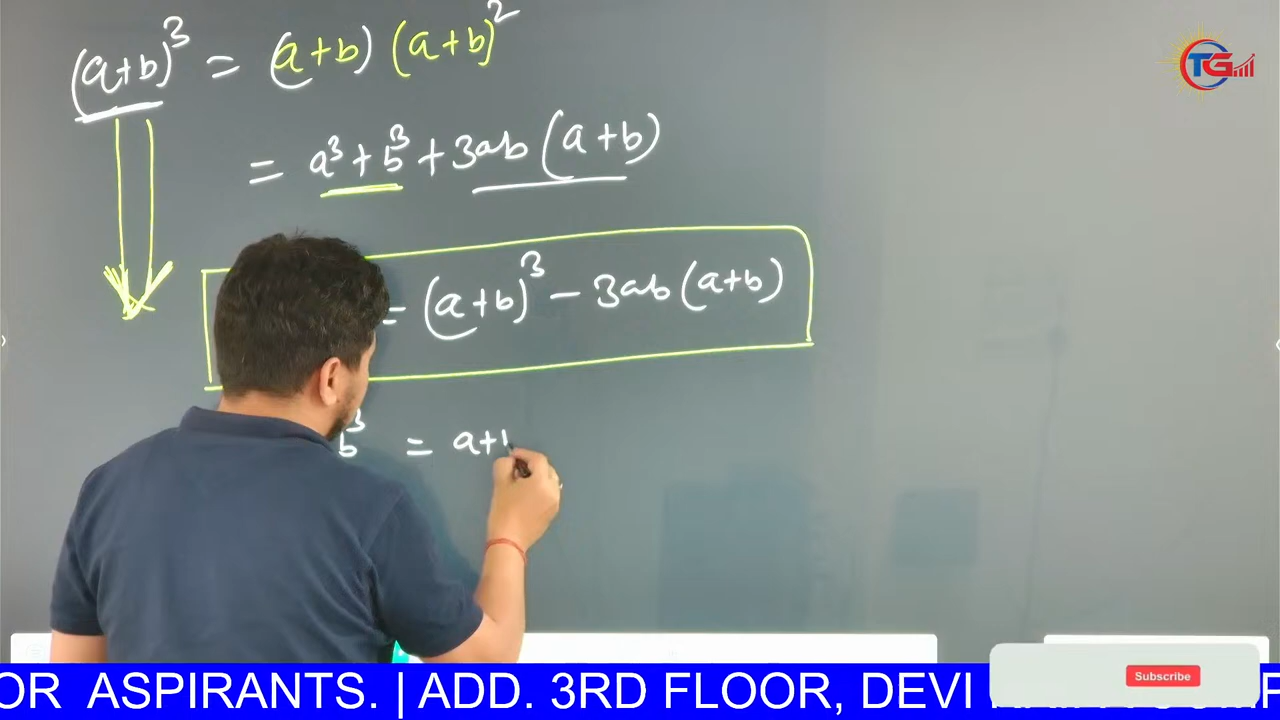 (a+b)³ = (a+b) (a+b)²
= a³ + b³ + 3ab (a+b)
= (a+b)³ - 3ab (a+b)
b³ = a+
TG
OR ASPIRANTS. | ADD. 3RD FLOOR, DEVI
Subscribe